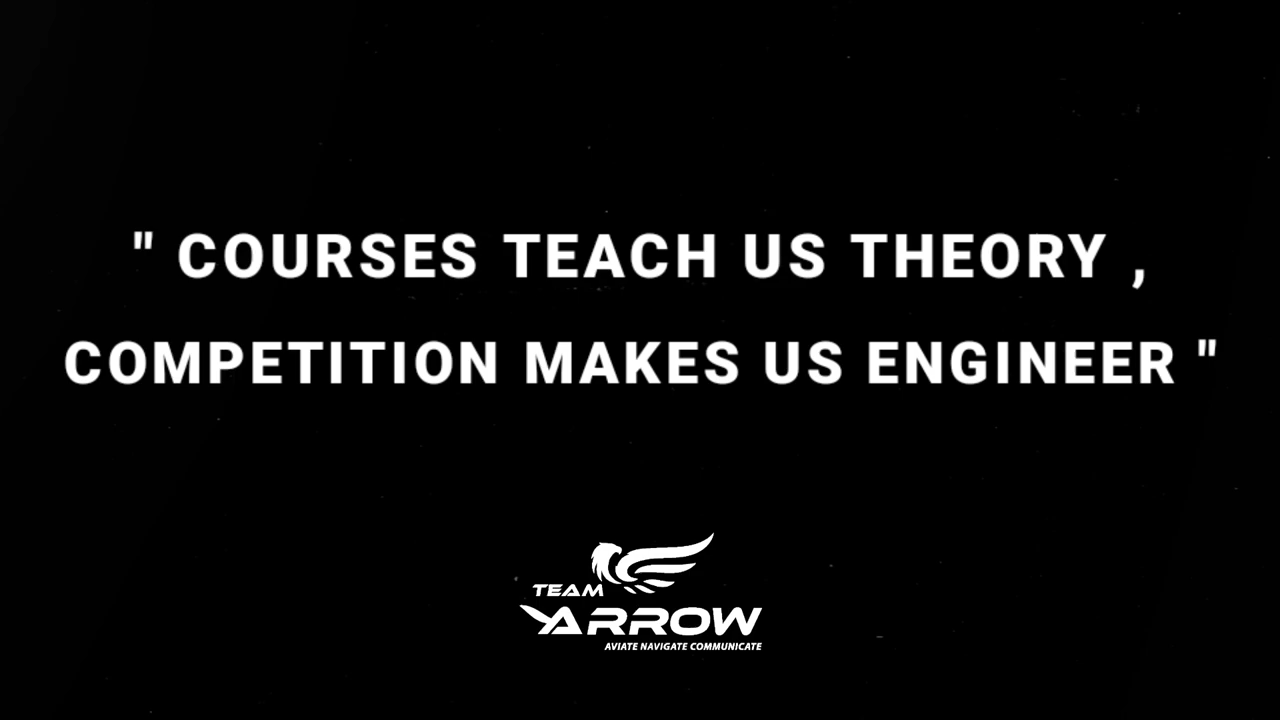 " COURSES TEACH US THEORY ,
COMPETITION MAKES US ENGINEER "
TEAM
ARROW
AVIATE NAVIGATE COMMUNICATE